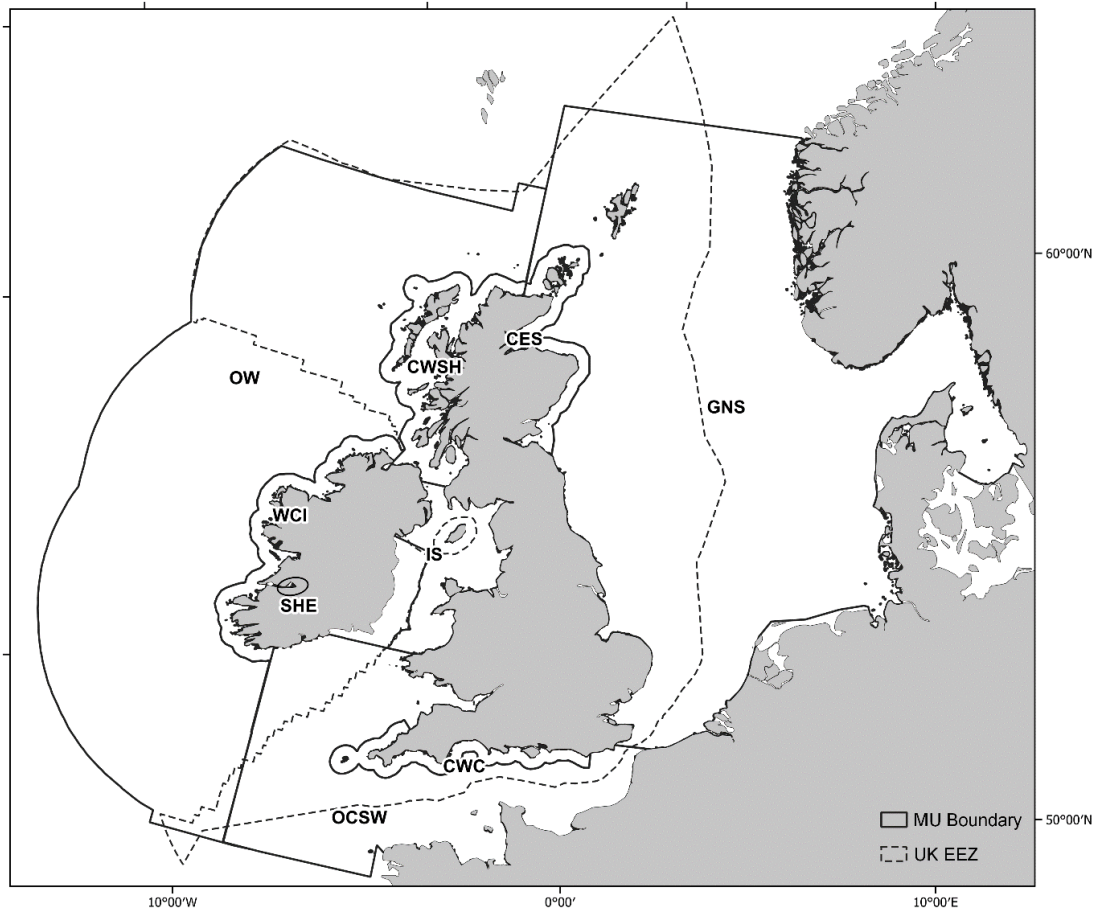 60°00'N
CES
CWSH
OW
GNS
WCI
IS
SHE
CWC
OCSW
MU Boundary
50°00'N
UK EEZ
10°00'W
0°00'
10°00'E